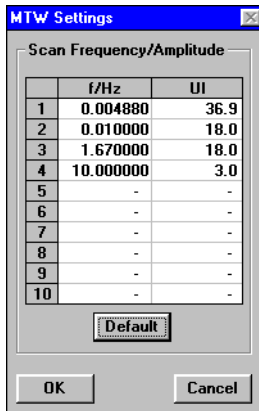 MTW Settings
Scan Frequency/Amplitude
f/Hz UI
1 0.004880 36.9
2 0.010000 18.0
3 1.670000 18.0
4 10.000000 3.0
5 - -
6 - -
7 - -
8 - -
9 - -
10 - -
Default
OK Cancel